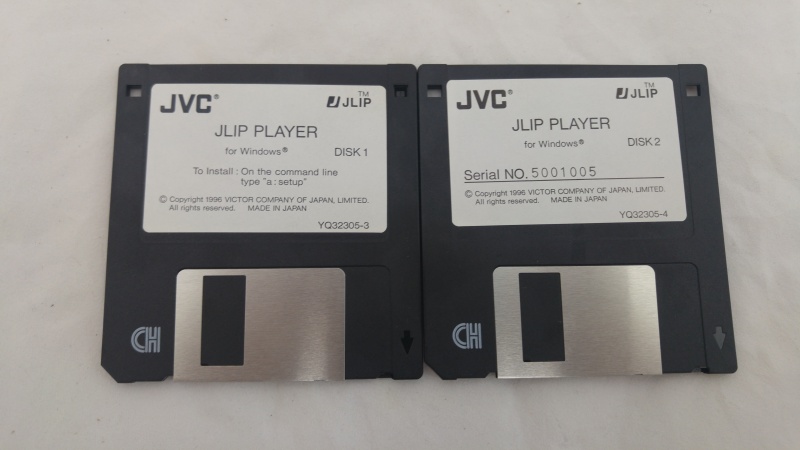 JVC® JLIP™
JLIP PLAYER
for Windows® DISK 1
To Install : On the command line
type "a:setup"
© Copyright 1996 VICTOR COMPANY OF JAPAN, LIMITED.
All rights reserved. MADE IN JAPAN
YQ32305-3
CH
JVC® JLIP™
JLIP PLAYER
for Windows® DISK 2
Serial NO. 5001005
© Copyright 1996 VICTOR COMPANY OF JAPAN, LIMITED.
All rights reserved. MADE IN JAPAN
YQ32305-4
CH